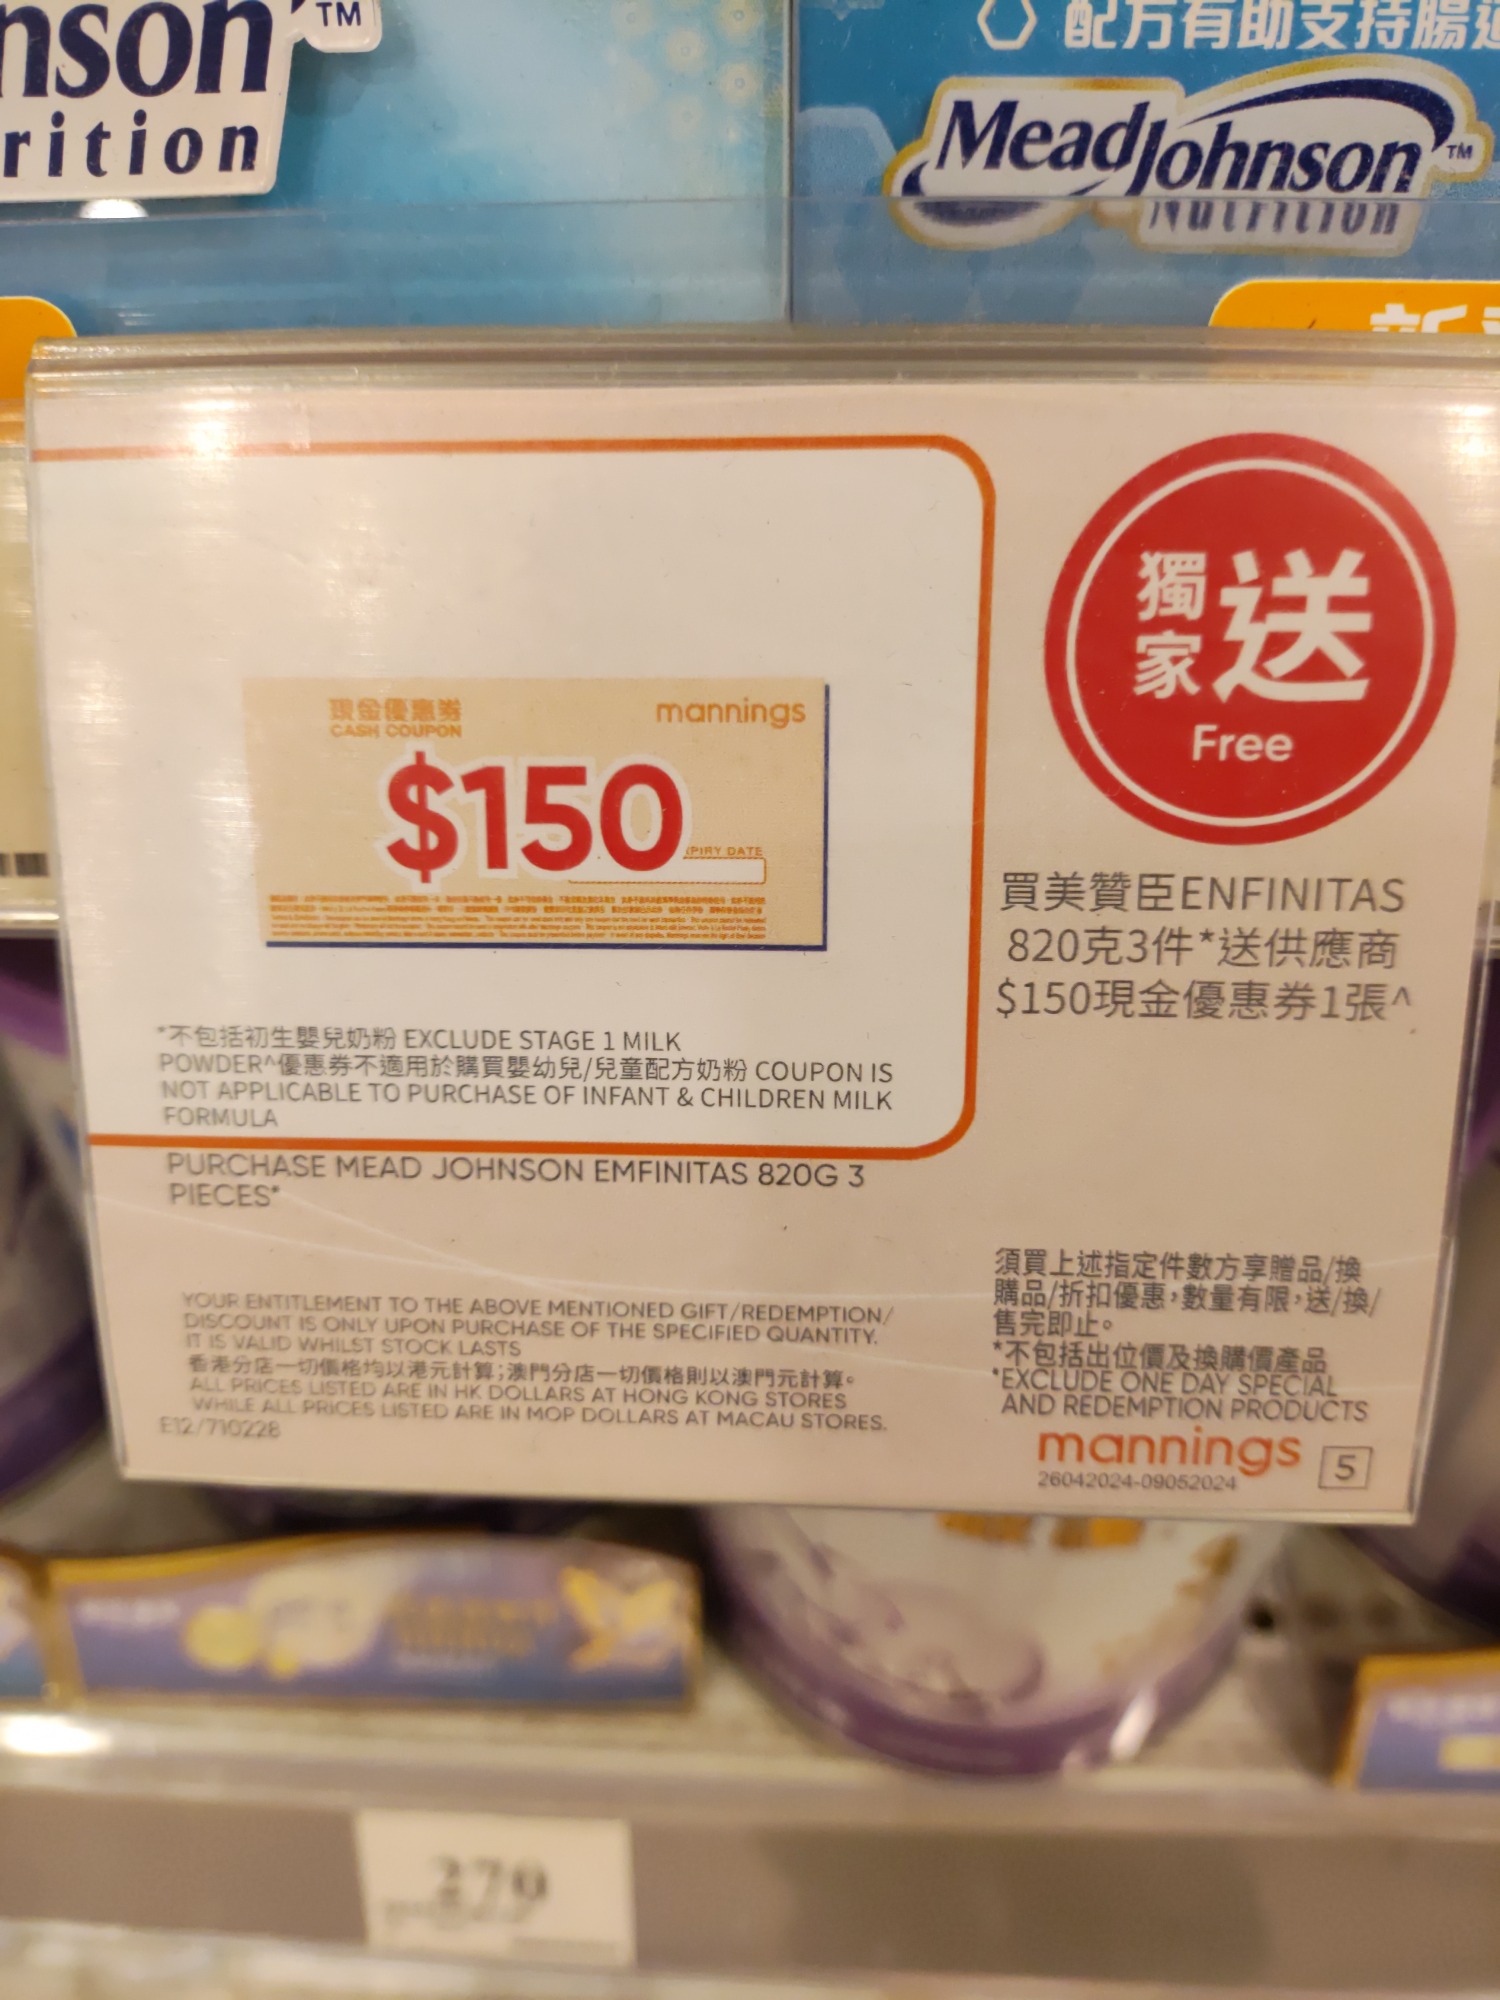 nson™
rition
配方有助支持腸
MeadJohnson™
Nutrition
現金優惠券
CASH COUPON
mannings
$150
PIRY DATE
獨家送
Free
買美贊臣ENFINITAS
820克3件*送供應商
$150現金優惠券1張^
*不包括初生嬰兒奶粉 EXCLUDE STAGE 1 MILK
POWDER^優惠券不適用於購買嬰幼兒/兒童配方奶粉 COUPON IS
NOT APPLICABLE TO PURCHASE OF INFANT & CHILDREN MILK
FORMULA
PURCHASE MEAD JOHNSON EMFINITAS 820G 3
PIECES*
YOUR ENTITLEMENT TO THE ABOVE MENTIONED GIFT/REDEMPTION/
DISCOUNT IS ONLY UPON PURCHASE OF THE SPECIFIED QUANTITY.
IT IS VALID WHILST STOCK LASTS
香港分店一切價格均以港元計算;澳門分店一切價格則以澳門元計算。
ALL PRICES LISTED ARE IN HK DOLLARS AT HONG KONG STORES
WHILE ALL PRICES LISTED ARE IN MOP DOLLARS AT MACAU STORES.
E12/710228
須買上述指定件數方享贈品/換
購品/折扣優惠,數量有限,送/換/
售完即止。
*不包括出位價及換購價產品
*EXCLUDE ONE DAY SPECIAL
AND REDEMPTION PRODUCTS
mannings
5
26042024-09052024
270